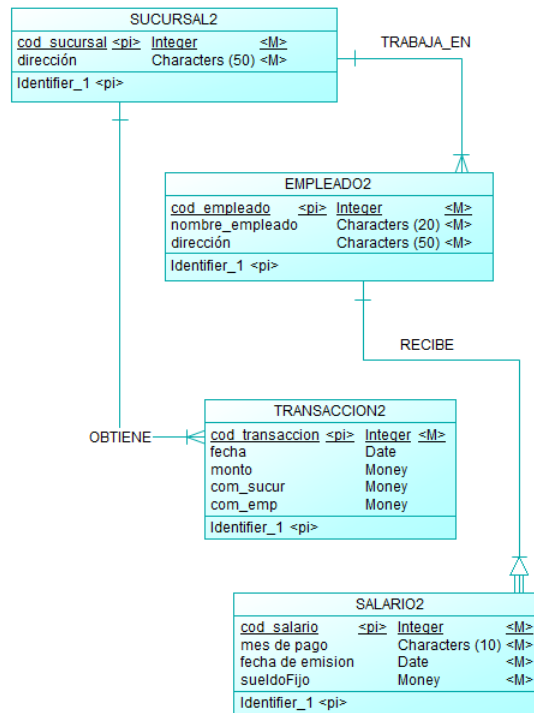 SUCURSAL2
cod_sucursal <pi> Integer <M>
dirección Characters (50) <M>
Identifier_1 <pi>
TRABAJA_EN
EMPLEADO2
cod_empleado <pi> Integer <M>
nombre_empleado Characters (20) <M>
dirección Characters (50) <M>
Identifier_1 <pi>
RECIBE
OBTIENE
TRANSACCION2
cod_transaccion <pi> Integer <M>
fecha Date
monto Money
com_sucur Money
com_emp Money
Identifier_1 <pi>
SALARIO2
cod_salario <pi> Integer <M>
mes de pago Characters (10) <M>
fecha de emision Date <M>
sueldoFijo Money <M>
Identifier_1 <pi>